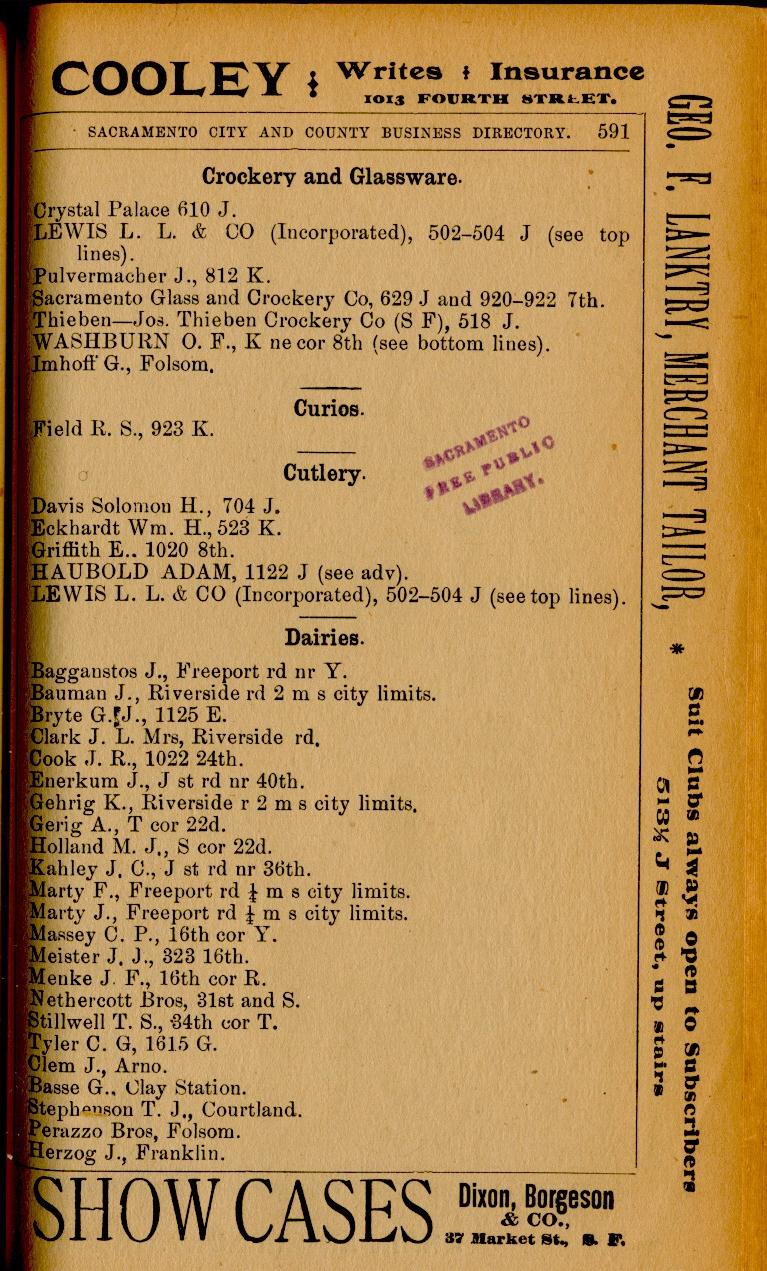 COOLEY : Writes : Insurance
1013 FOURTH STREET.
SACRAMENTO CITY AND COUNTY BUSINESS DIRECTORY. 591
Crockery and Glassware.
Crystal Palace 610 J.
LEWIS L. L. & CO (Incorporated), 502–504 J (see top
lines).
Pulvermacher J., 812 K.
Sacramento Glass and Crockery Co, 629 J and 920–922 7th.
Thieben—Jos. Thieben Crockery Co (S F), 518 J.
WASHBURN O. F., K ne cor 8th (see bottom lines).
Imhoff G., Folsom.
Curios.
Field R. S., 923 K.
SACRAMENTO
FREE PUBLIC
LIBRARY.
Cutlery.
Davis Solomon H., 704 J.
Eckhardt Wm. H., 523 K.
Griffith E.. 1020 8th.
HAUBOLD ADAM, 1122 J (see adv).
LEWIS L. L. & CO (Incorporated), 502–504 J (see top lines).
Dairies.
Baggaustos J., Freeport rd nr Y.
Bauman J., Riverside rd 2 m s city limits.
Bryte G. J., 1125 E.
Clark J. L. Mrs, Riverside rd.
Cook J. R., 1022 24th.
Enerkum J., J st rd nr 40th.
Gehrig K., Riverside r 2 m s city limits.
Gerig A., T cor 22d.
Holland M. J., S cor 22d.
Kahley J. C., J st rd nr 36th.
Marty F., Freeport rd ½ m s city limits.
Marty J., Freeport rd ½ m s city limits.
Massey C. P., 16th cor Y.
Meister J. J., 323 16th.
Menke J. F., 16th cor R.
Nethercott Bros, 31st and S.
Stillwell T. S., 34th cor T.
Tyler C. G, 1615 G.
Clem J., Arno.
Basse G., Clay Station.
Stephenson T. J., Courtland.
Perazzo Bros, Folsom.
Herzog J., Franklin.
SHOW CASES Dixon, Borgeson
& CO.,
37 Market St., S. F.
GEO. F. LANKTRY, MERCHANT TAILOR, *
Suit Clubs always open to Subscribers
513½ J Street, up stairs